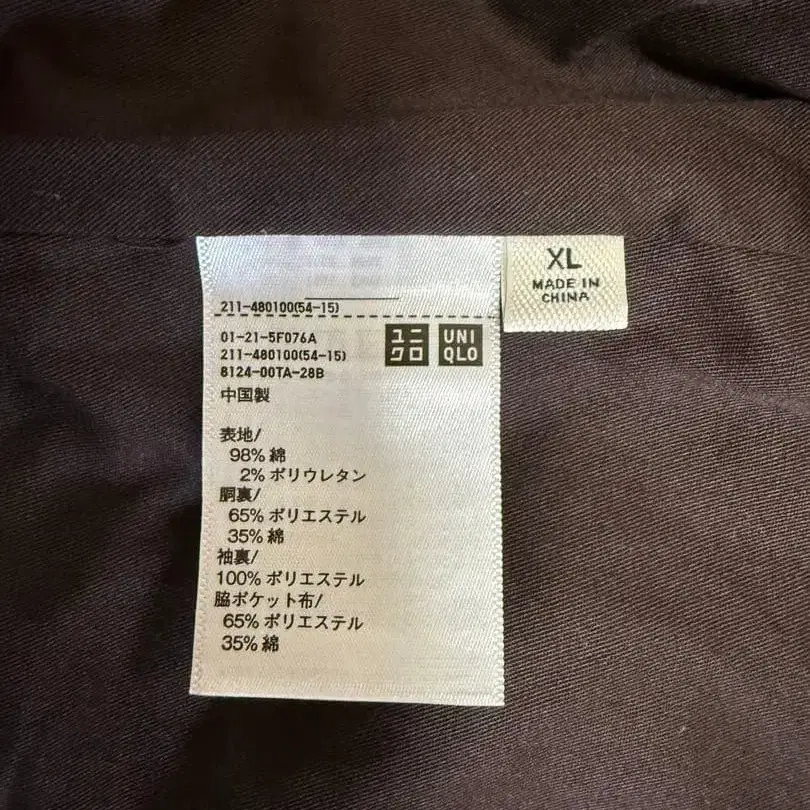 211-480100(54-15)
01-21-5F076A
211-480100(54-15)
8124-00TA-28B
中国製
ユニ
クロ
UNI
QLO
表地/
98% 綿
2% ポリウレタン
胴裏/
65% ポリエステル
35% 綿
袖裏/
100% ポリエステル
脇ポケット布/
65% ポリエステル
35% 綿
XL
MADE IN
CHINA